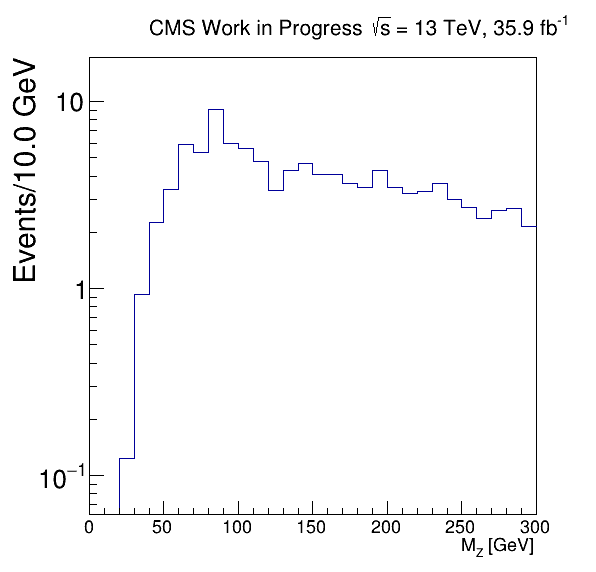 CMS Work in Progress √s = 13 TeV, 35.9 fb⁻¹
Events/10.0 GeV
10
1
10⁻¹
0 50 100 150 200 250 300
M_Z [GeV]